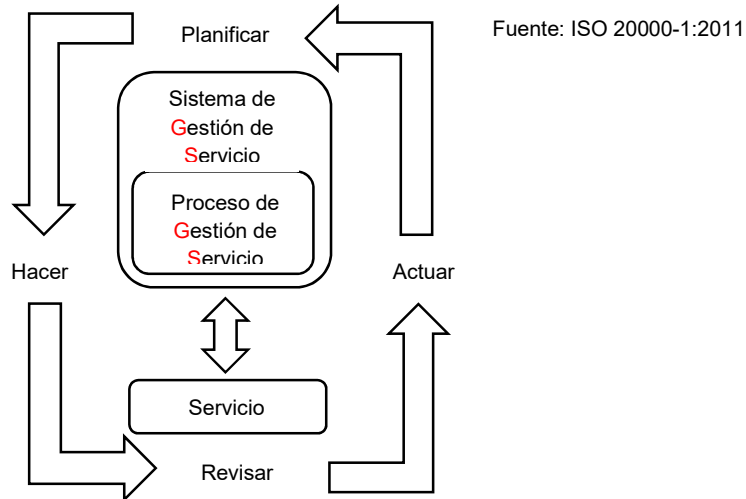 Planificar
Fuente: ISO 20000-1:2011
Sistema de
Gestión de
Servicio
Proceso de
Gestión de
Servicio
Hacer
Actuar
Servicio
Revisar